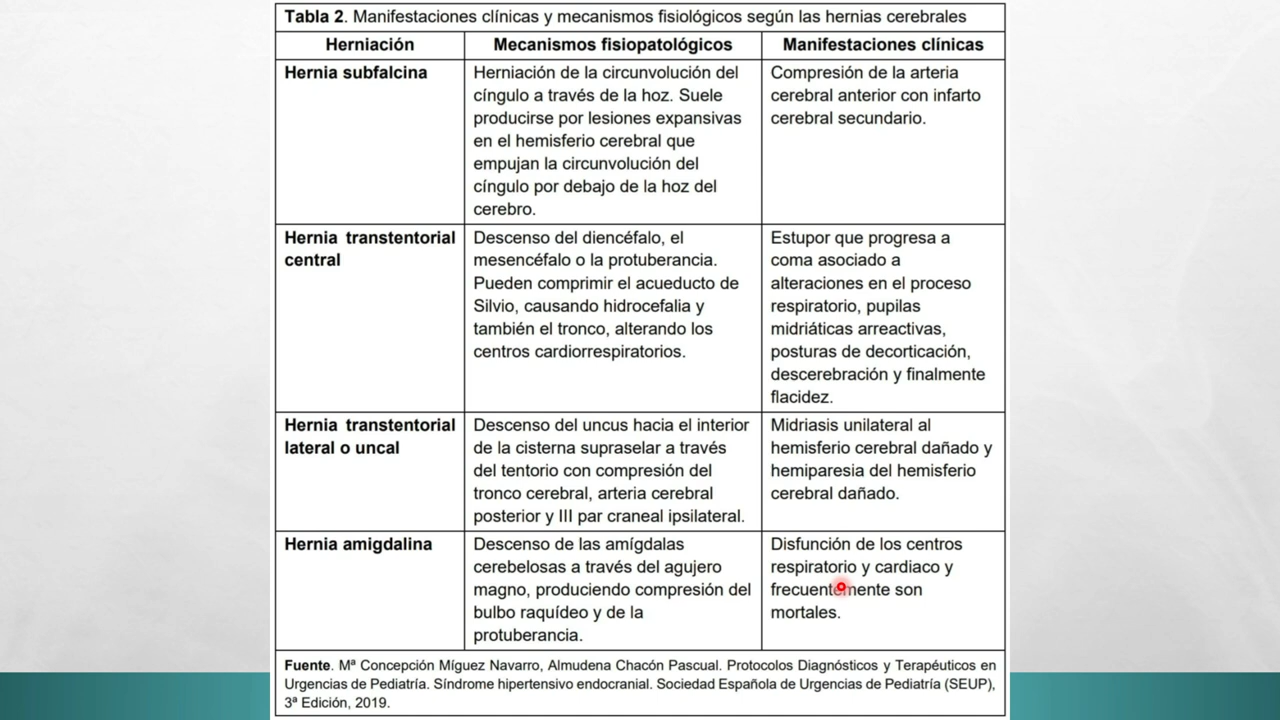 Tabla 2. Manifestaciones clínicas y mecanismos fisiológicos según las hernias cerebrales
Herniación
Mecanismos fisiopatológicos
Manifestaciones clínicas
Hernia subfalcina
Herniación de la circunvolución del
cíngulo a través de la hoz. Suele
producirse por lesiones expansivas
en el hemisferio cerebral que
empujan la circunvolución del
cíngulo por debajo de la hoz del
cerebro.
Compresión de la arteria
cerebral anterior con infarto
cerebral secundario.
Hernia transtentorial
central
Descenso del diencéfalo, el
mesencéfalo o la protuberancia.
Pueden comprimir el acueducto de
Silvio, causando hidrocefalia y
también el tronco, alterando los
centros cardiorrespiratorios.
Estupor que progresa a
coma asociado a
alteraciones en el proceso
respiratorio, pupilas
midriáticas arreactivas,
posturas de decorticación,
descerebración y finalmente
flacidez.
Hernia transtentorial
lateral o uncal
Descenso del uncus hacia el interior
de la cisterna supraselar a través
del tentorio con compresión del
tronco cerebral, arteria cerebral
posterior y III par craneal ipsilateral.
Midriasis unilateral al
hemisferio cerebral dañado y
hemiparesia del hemisferio
cerebral dañado.
Hernia amigdalina
Descenso de las amígdalas
cerebelosas a través del agujero
magno, produciendo compresión del
bulbo raquídeo y de la
protuberancia.
Disfunción de los centros
respiratorio y cardiaco y
frecuentemente son
mortales.
Fuente. Mª Concepción Míguez Navarro, Almudena Chacón Pascual. Protocolos Diagnósticos y Terapéuticos en
Urgencias de Pediatría. Síndrome hipertensivo endocranial. Sociedad Española de Urgencias de Pediatría (SEUP),
3ª Edición, 2019.